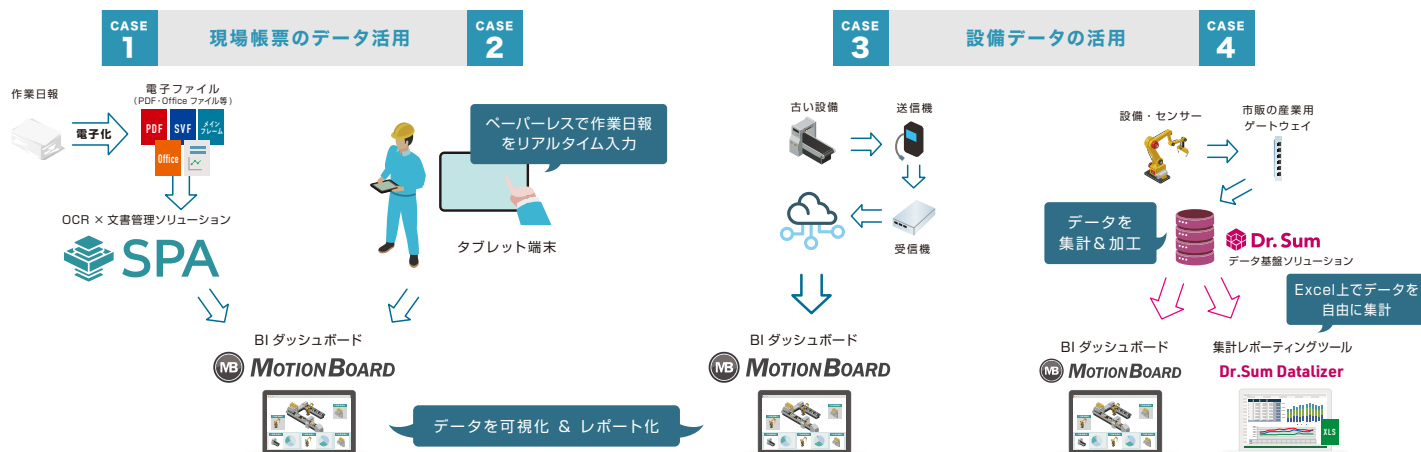 CASE
1
現場帳票のデータ活用
CASE
2
作業日報
電子化
電子ファイル
(PDF・Office ファイル等)
PDF
SVF
メイン
フレーム
Office
OCR × 文書管理ソリューション
SPA
ペーパーレスで作業日報
をリアルタイム入力
タブレット端末
BI ダッシュボード
MB MOTIONBOARD
データを可視化 & レポート化
CASE
3
設備データの活用
CASE
4
古い設備
送信機
受信機
BI ダッシュボード
MB MOTIONBOARD
設備・センサー
市販の産業用
ゲートウェイ
データを
集計&加工
Dr.Sum
データ基盤ソリューション
Excel上でデータを
自由に集計
BI ダッシュボード
MB MOTIONBOARD
集計レポーティングツール
Dr.Sum Datalizer
XLS